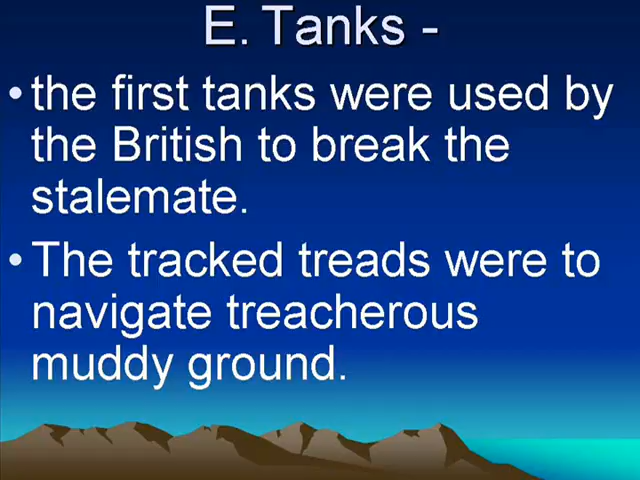 E. Tanks -
• the first tanks were used by
the British to break the
stalemate.
• The tracked treads were to
navigate treacherous
muddy ground.